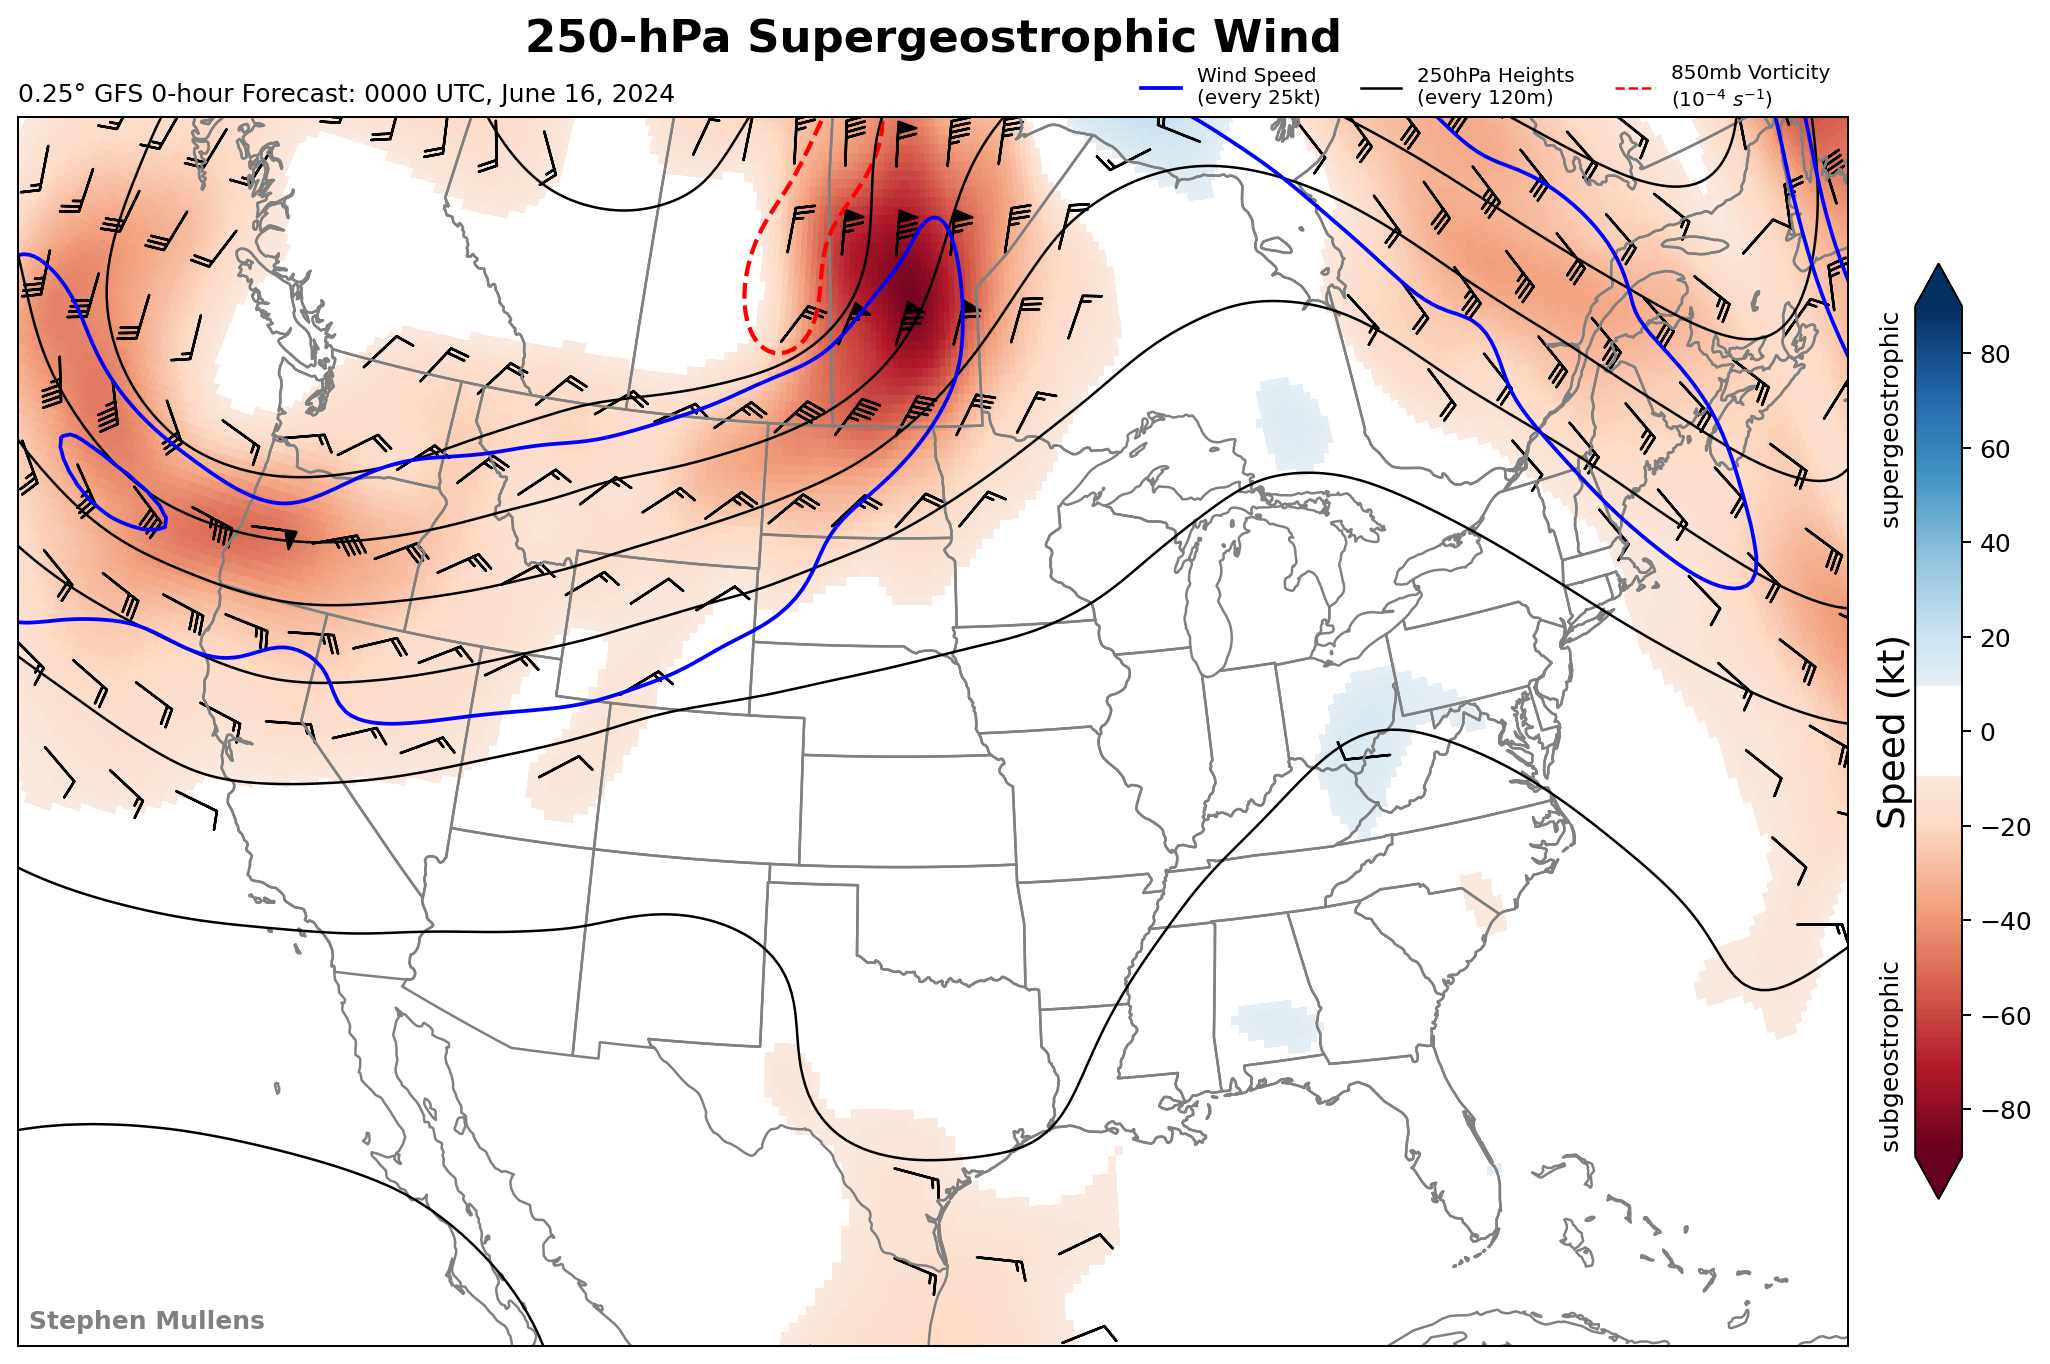 250-hPa Supergeostrophic Wind
0.25° GFS 0-hour Forecast: 0000 UTC, June 16, 2024
Wind Speed
(every 25kt)
250hPa Heights
(every 120m)
850mb Vorticity
(10⁻⁴ s⁻¹)
supergeostrophic
Speed (kt)
subgeostrophic
80
60
40
20
0
−20
−40
−60
−80
Stephen Mullens